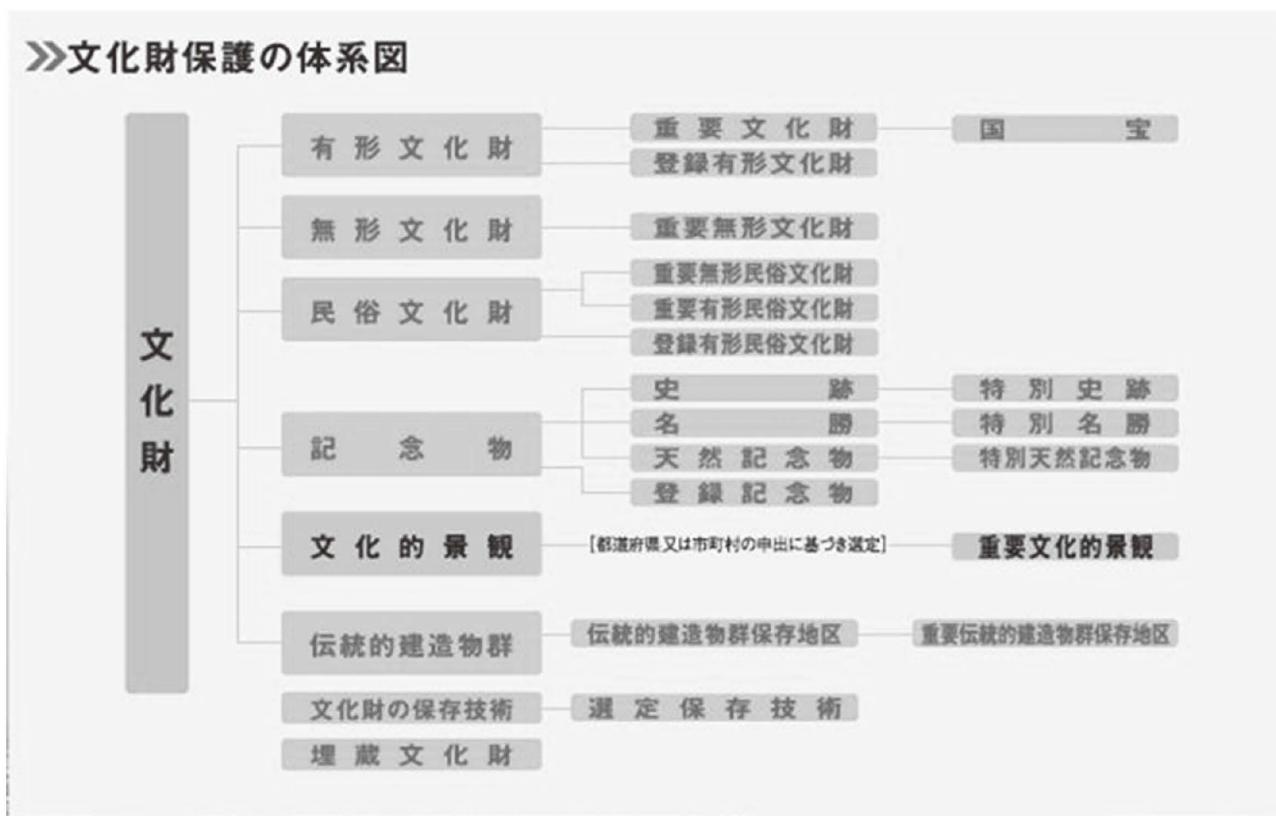 ≫文化財保護の体系図
文化財
有形文化財
重要文化財
国宝
登録有形文化財
無形文化財
重要無形文化財
民俗文化財
重要無形民俗文化財
重要有形民俗文化財
登録有形民俗文化財
記念物
史跡
特別史跡
名勝
特別名勝
天然記念物
特別天然記念物
登録記念物
文化的景観
[都道府県又は市町村の申出に基づき選定]
重要文化的景観
伝統的建造物群
伝統的建造物群保存地区
重要伝統的建造物群保存地区
文化財の保存技術
選定保存技術
埋蔵文化財